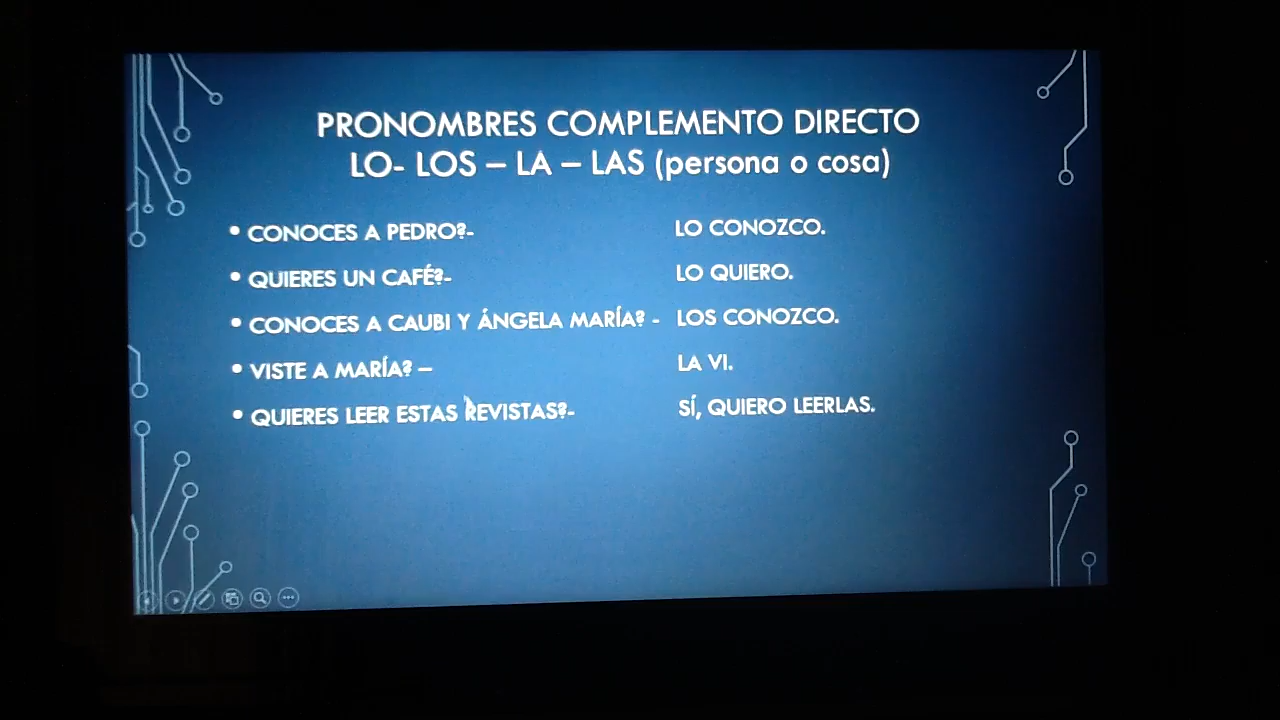 PRONOMBRES COMPLEMENTO DIRECTO
LO- LOS – LA – LAS (persona o cosa)
• CONOCES A PEDRO?- LO CONOZCO.
• QUIERES UN CAFÉ?- LO QUIERO.
• CONOCES A CAUBI Y ÁNGELA MARÍA? - LOS CONOZCO.
• VISTE A MARÍA? – LA VI.
• QUIERES LEER ESTAS REVISTAS?- SÍ, QUIERO LEERLAS.